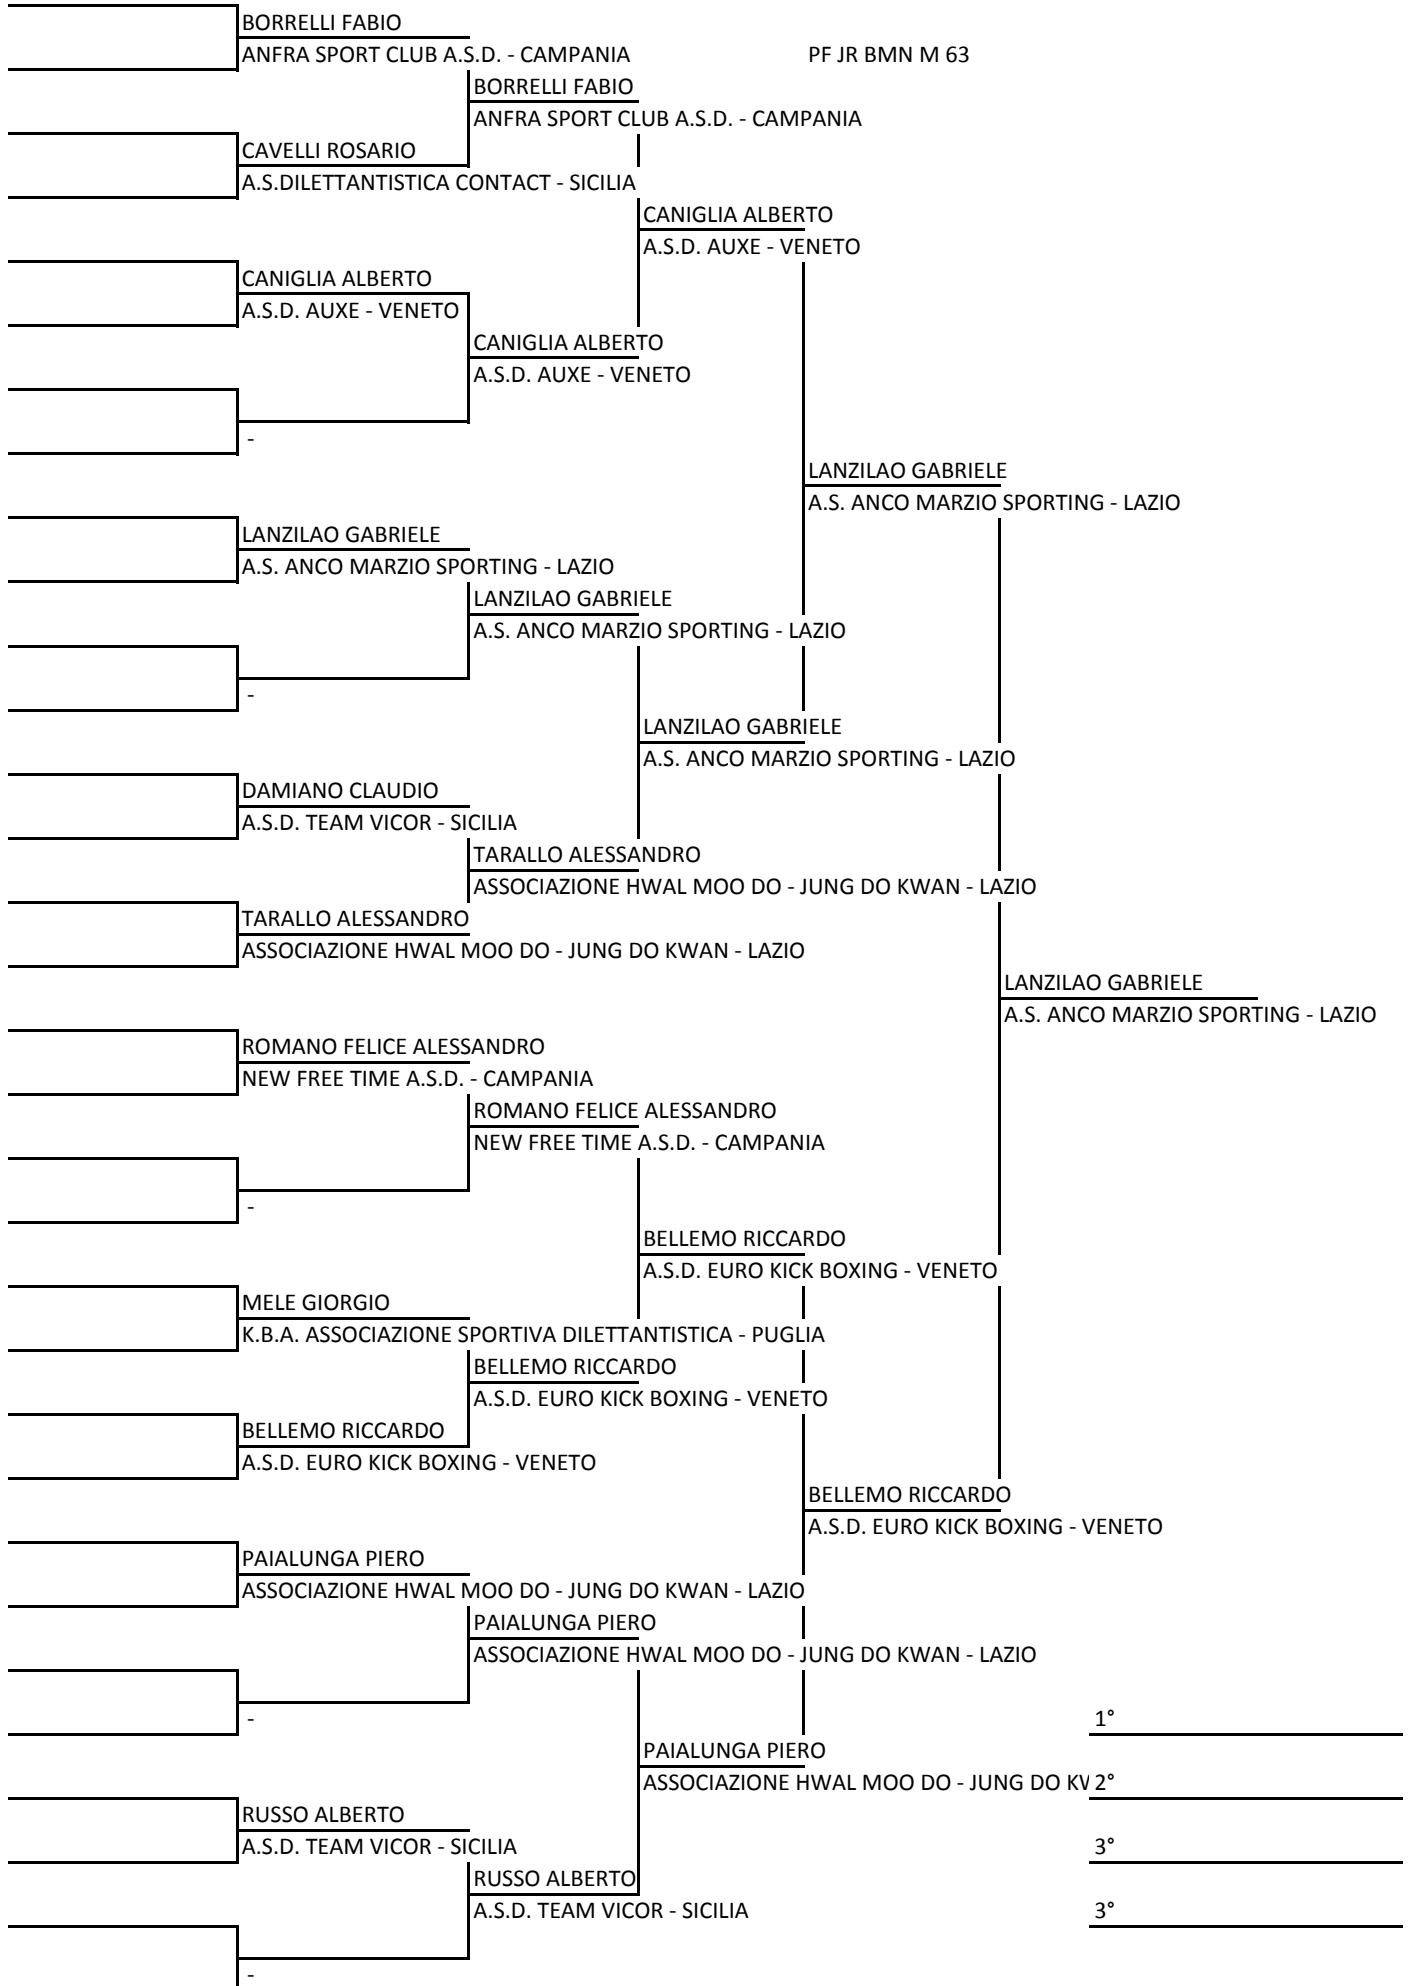 BORRELLI FABIO
ANFRA SPORT CLUB A.S.D. - CAMPANIA
PF JR BMN M 63
BORRELLI FABIO
ANFRA SPORT CLUB A.S.D. - CAMPANIA
CAVELLI ROSARIO
A.S.DILETTANTISTICA CONTACT - SICILIA
CANIGLIA ALBERTO
A.S.D. AUXE - VENETO
CANIGLIA ALBERTO
A.S.D. AUXE - VENETO
CANIGLIA ALBERTO
A.S.D. AUXE - VENETO
-
LANZILAO GABRIELE
A.S. ANCO MARZIO SPORTING - LAZIO
LANZILAO GABRIELE
A.S. ANCO MARZIO SPORTING - LAZIO
LANZILAO GABRIELE
A.S. ANCO MARZIO SPORTING - LAZIO
-
LANZILAO GABRIELE
A.S. ANCO MARZIO SPORTING - LAZIO
DAMIANO CLAUDIO
A.S.D. TEAM VICOR - SICILIA
TARALLO ALESSANDRO
ASSOCIAZIONE HWAL MOO DO - JUNG DO KWAN - LAZIO
TARALLO ALESSANDRO
ASSOCIAZIONE HWAL MOO DO - JUNG DO KWAN - LAZIO
LANZILAO GABRIELE
A.S. ANCO MARZIO SPORTING - LAZIO
ROMANO FELICE ALESSANDRO
NEW FREE TIME A.S.D. - CAMPANIA
ROMANO FELICE ALESSANDRO
NEW FREE TIME A.S.D. - CAMPANIA
-
BELLEMO RICCARDO
A.S.D. EURO KICK BOXING - VENETO
MELE GIORGIO
K.B.A. ASSOCIAZIONE SPORTIVA DILETTANTISTICA - PUGLIA
BELLEMO RICCARDO
A.S.D. EURO KICK BOXING - VENETO
BELLEMO RICCARDO
A.S.D. EURO KICK BOXING - VENETO
BELLEMO RICCARDO
A.S.D. EURO KICK BOXING - VENETO
PAIALUNGA PIERO
ASSOCIAZIONE HWAL MOO DO - JUNG DO KWAN - LAZIO
PAIALUNGA PIERO
ASSOCIAZIONE HWAL MOO DO - JUNG DO KWAN - LAZIO
-
1°
PAIALUNGA PIERO
ASSOCIAZIONE HWAL MOO DO - JUNG DO
2°
RUSSO ALBERTO
A.S.D. TEAM VICOR - SICILIA
3°
RUSSO ALBERTO
A.S.D. TEAM VICOR - SICILIA
3°
-